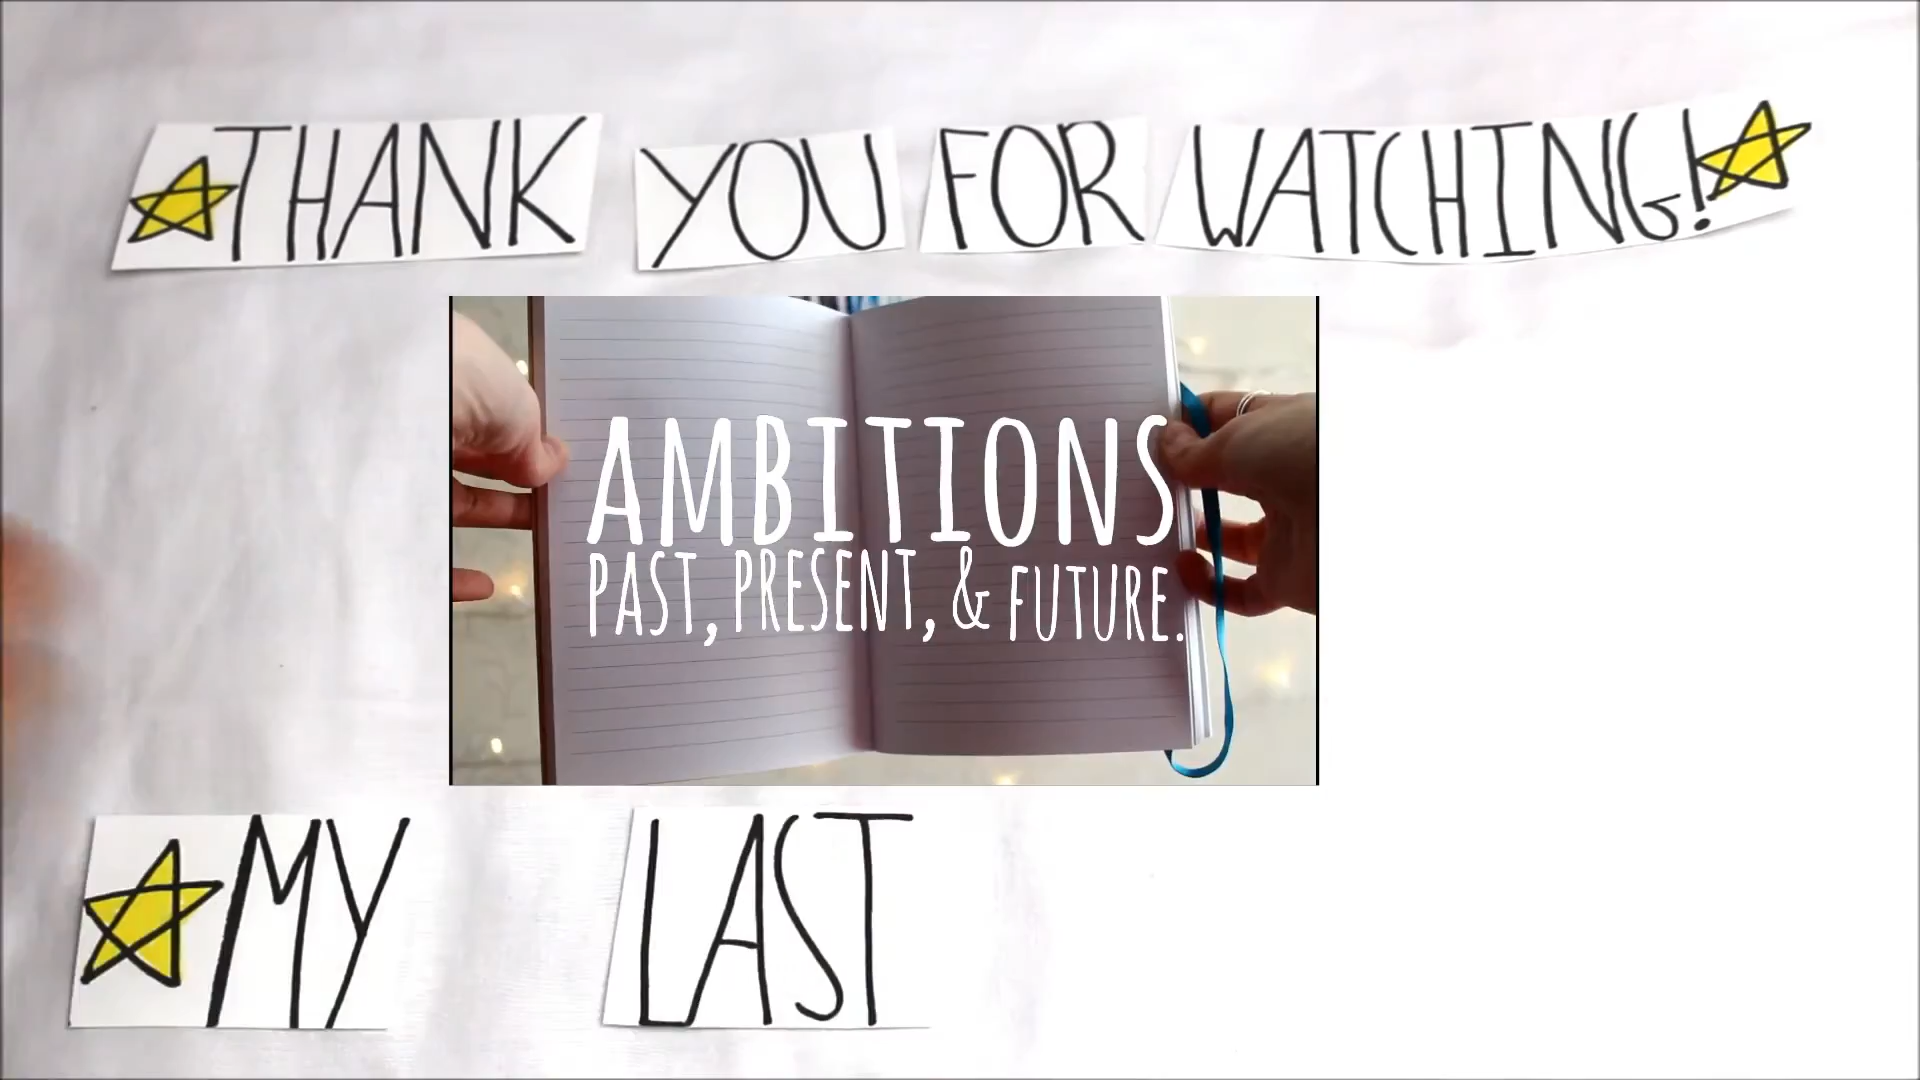 THANK YOU FOR WATCHING!
AMBITIONS
PAST, PRESENT, & FUTURE.
MY LAST